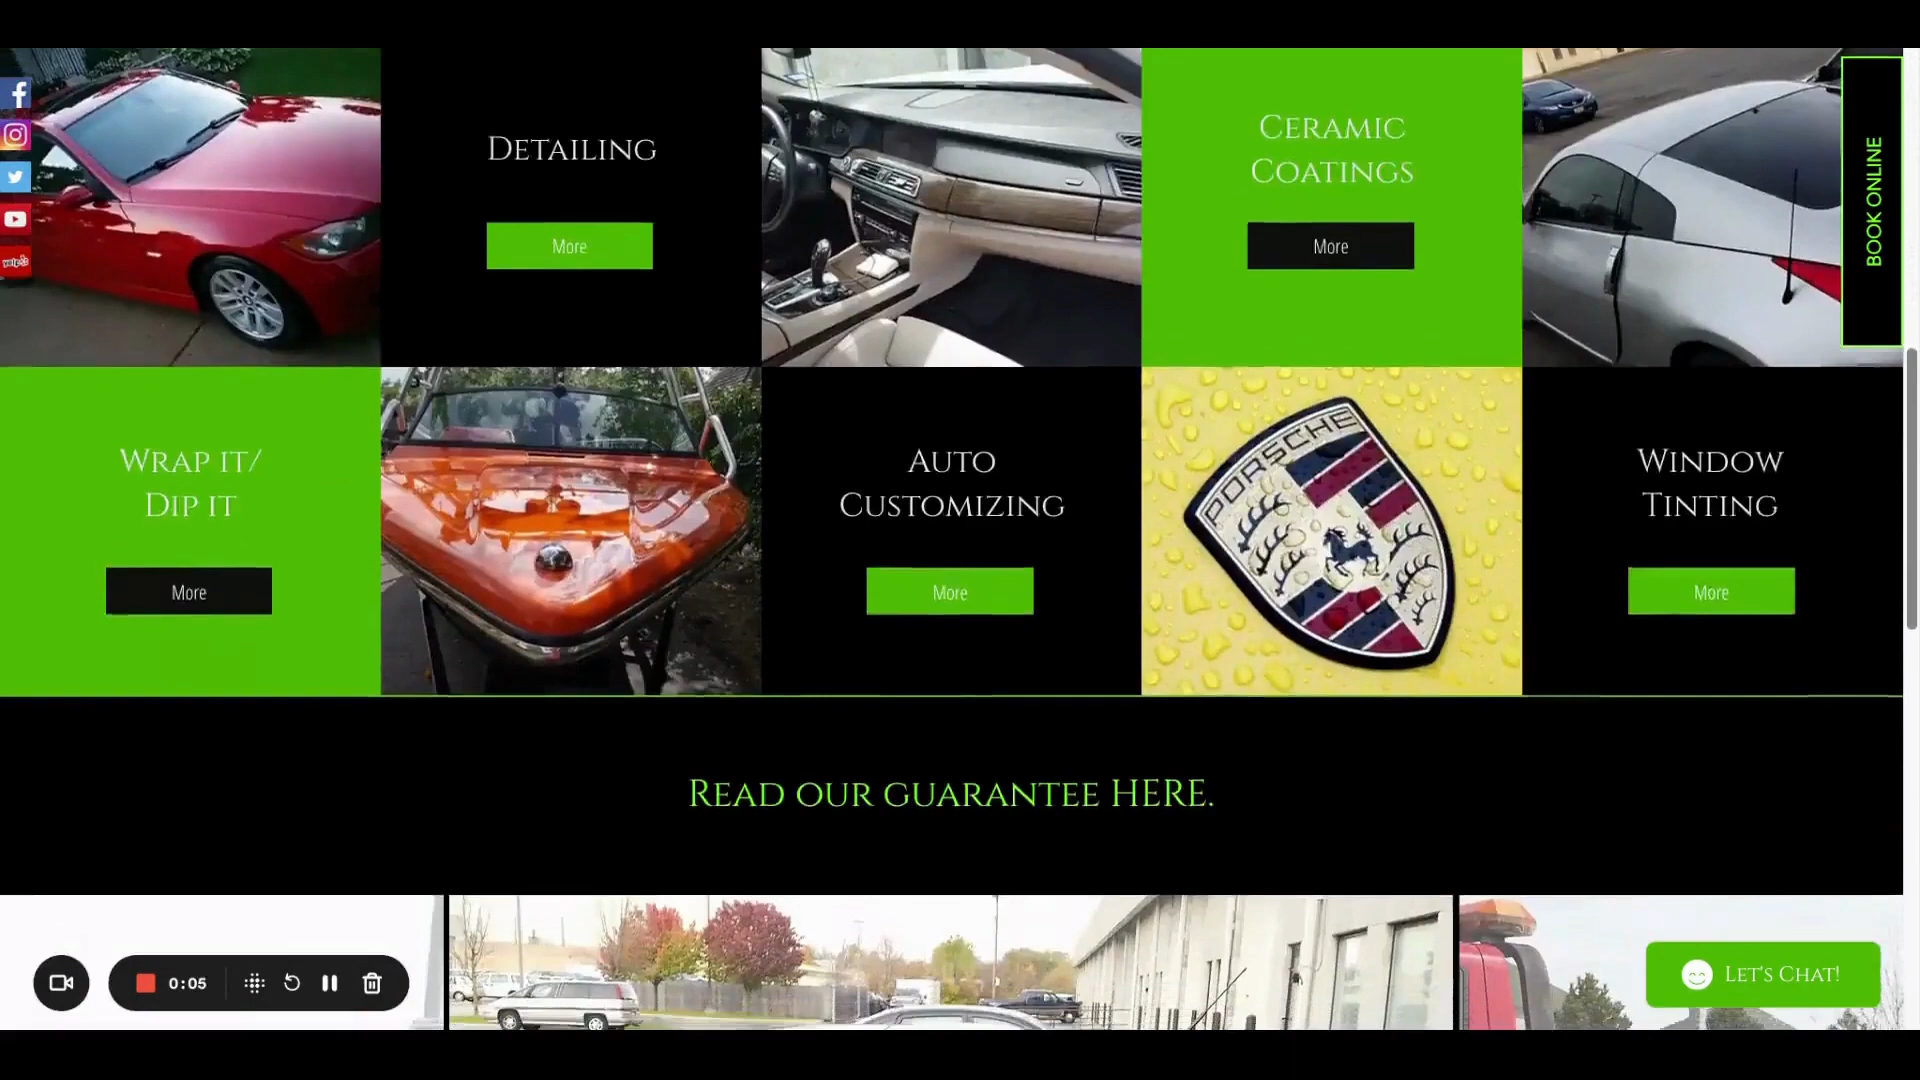 Detailing
More
Ceramic
Coatings
More
BOOK ONLINE
yelp
Wrap it/
Dip it
More
Auto
Customizing
More
PORSCHE
Window
Tinting
More
Read our guarantee HERE.
0:05
Let's Chat!